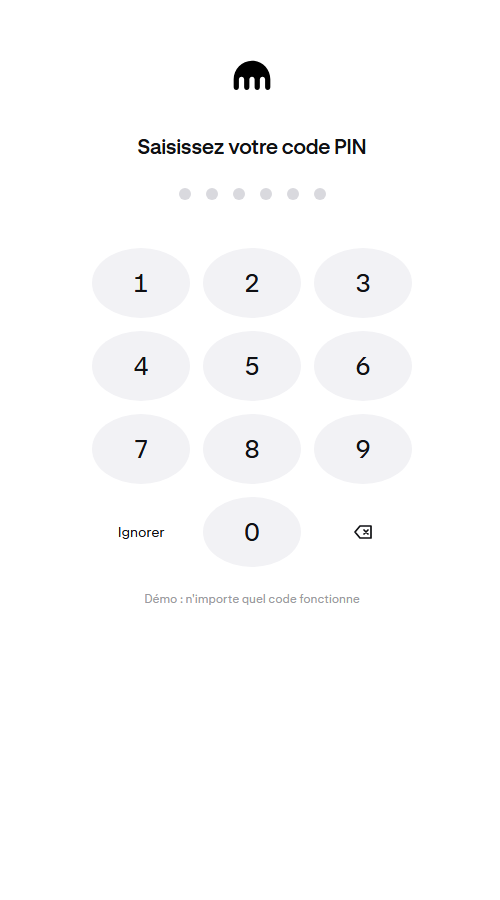 Saisissez votre code PIN
1 2 3
4 5 6
7 8 9
Ignorer 0
Démo : n'importe quel code fonctionne